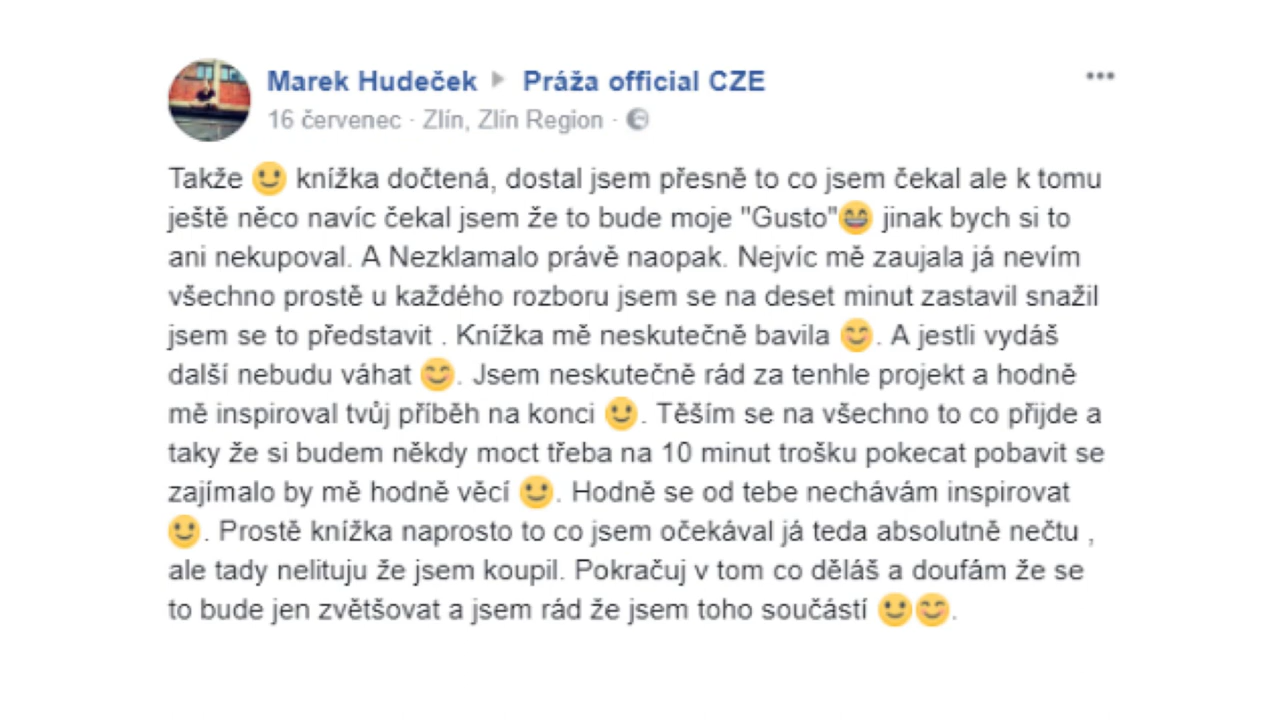 Marek Hudeček ▶ Práža official CZE
16 červenec · Zlín, Zlín Region ·
Takže 🙂 knížka dočtená, dostal jsem přesně to co jsem čekal ale k tomu
ještě něco navíc čekal jsem že to bude moje "Gusto"😄 jinak bych si to
ani nekupoval. A Nezklamalo právě naopak. Nejvíc mě zaujala já nevím
všechno prostě u každého rozboru jsem se na deset minut zastavil snažil
jsem se to představit . Knížka mě neskutečně bavila 😊. A jestli vydáš
další nebudu váhat 😊. Jsem neskutečně rád za tenhle projekt a hodně
mě inspiroval tvůj příběh na konci 🙂. Těším se na všechno to co přijde a
taky že si budem někdy moct třeba na 10 minut trošku pokecat pobavit se
zajímalo by mě hodně věcí 🙂. Hodně se od tebe nechávám inspirovat
🙂. Prostě knížka naprosto to co jsem očekával já teda absolutně nečtu ,
ale tady nelituju že jsem koupil. Pokračuj v tom co děláš a doufám že se
to bude jen zvětšovat a jsem rád že jsem toho součástí 🙂😊.